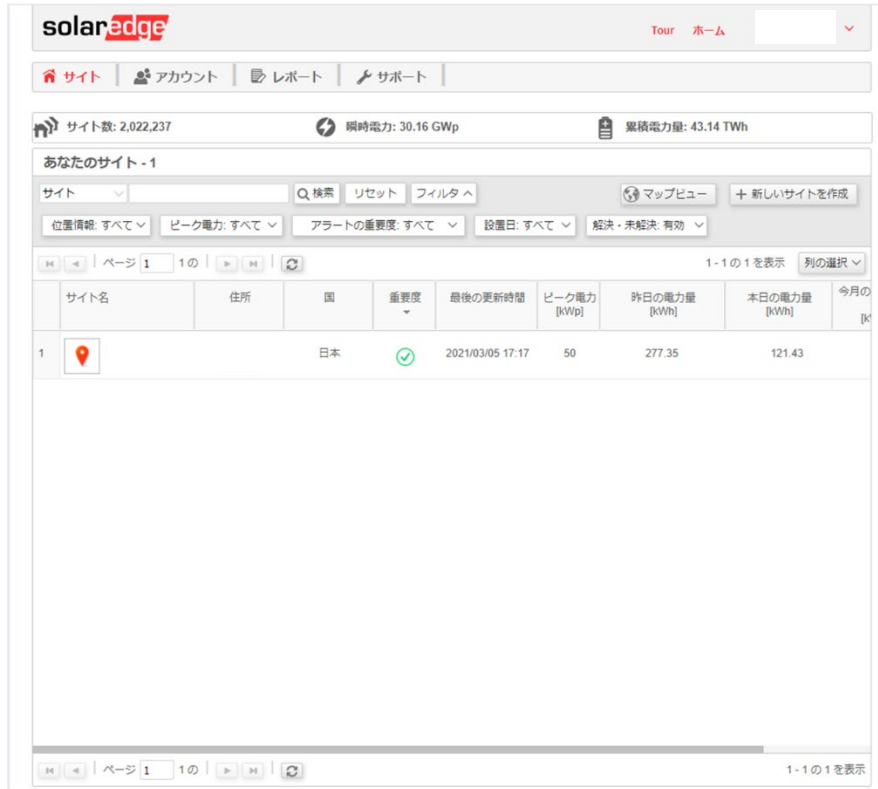 solaredge
Tour ホーム
サイト アカウント レポート サポート
サイト数: 2,022,237 瞬時電力: 30.16 GWp 累積電力量: 43.14 TWh
あなたのサイト - 1
サイト 検索 リセット フィルタ マップビュー + 新しいサイトを作成
位置情報: すべて ピーク電力: すべて アラートの重要度: すべて 設置日: すべて 解決・未解決: 有効
ページ 1 1 の 1 - 1 の 1 を表示 列の選択
サイト名 住所 国 重要度 最後の更新時間 ピーク電力 昨日の電力量 本日の電力量 今月の
[kWp] [kWh] [kWh]
1 日本 2021/03/05 17:17 50 277.35 121.43
ページ 1 1 の 1 - 1 の 1 を表示